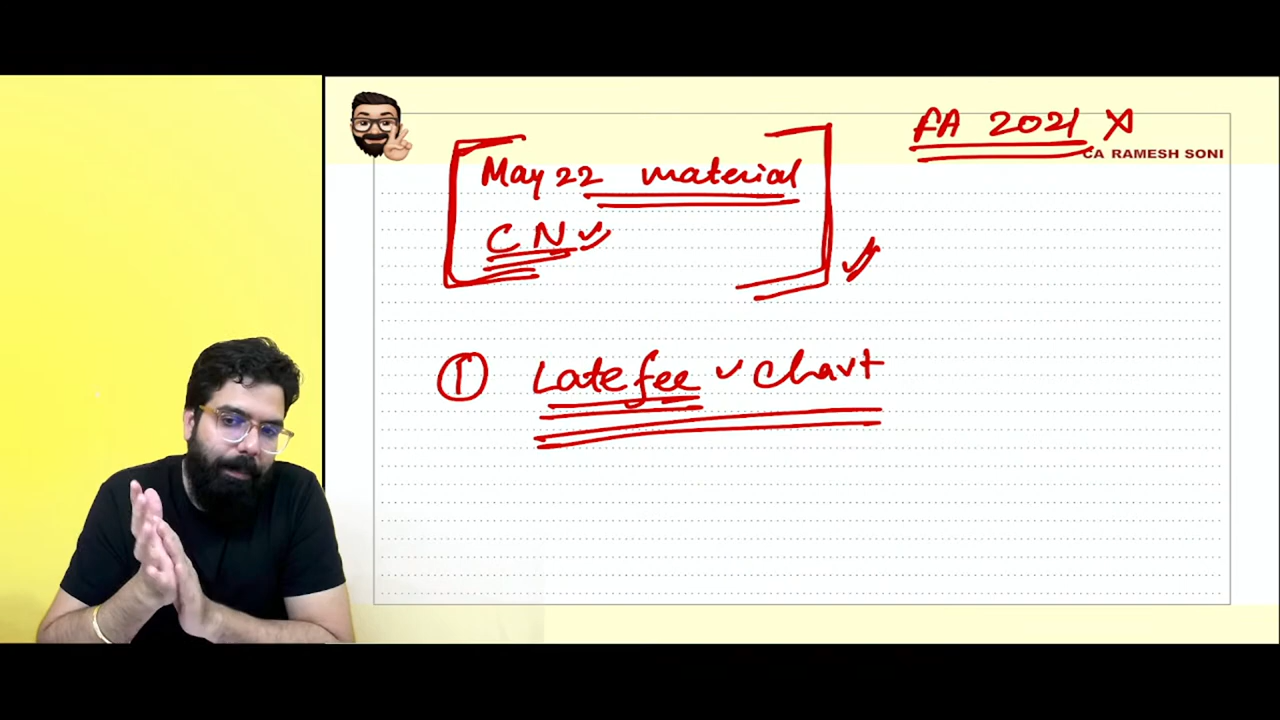 FA 2021 X
CA RAMESH SONI
May 22 material
CN ✓
① Late fee ✓ chart